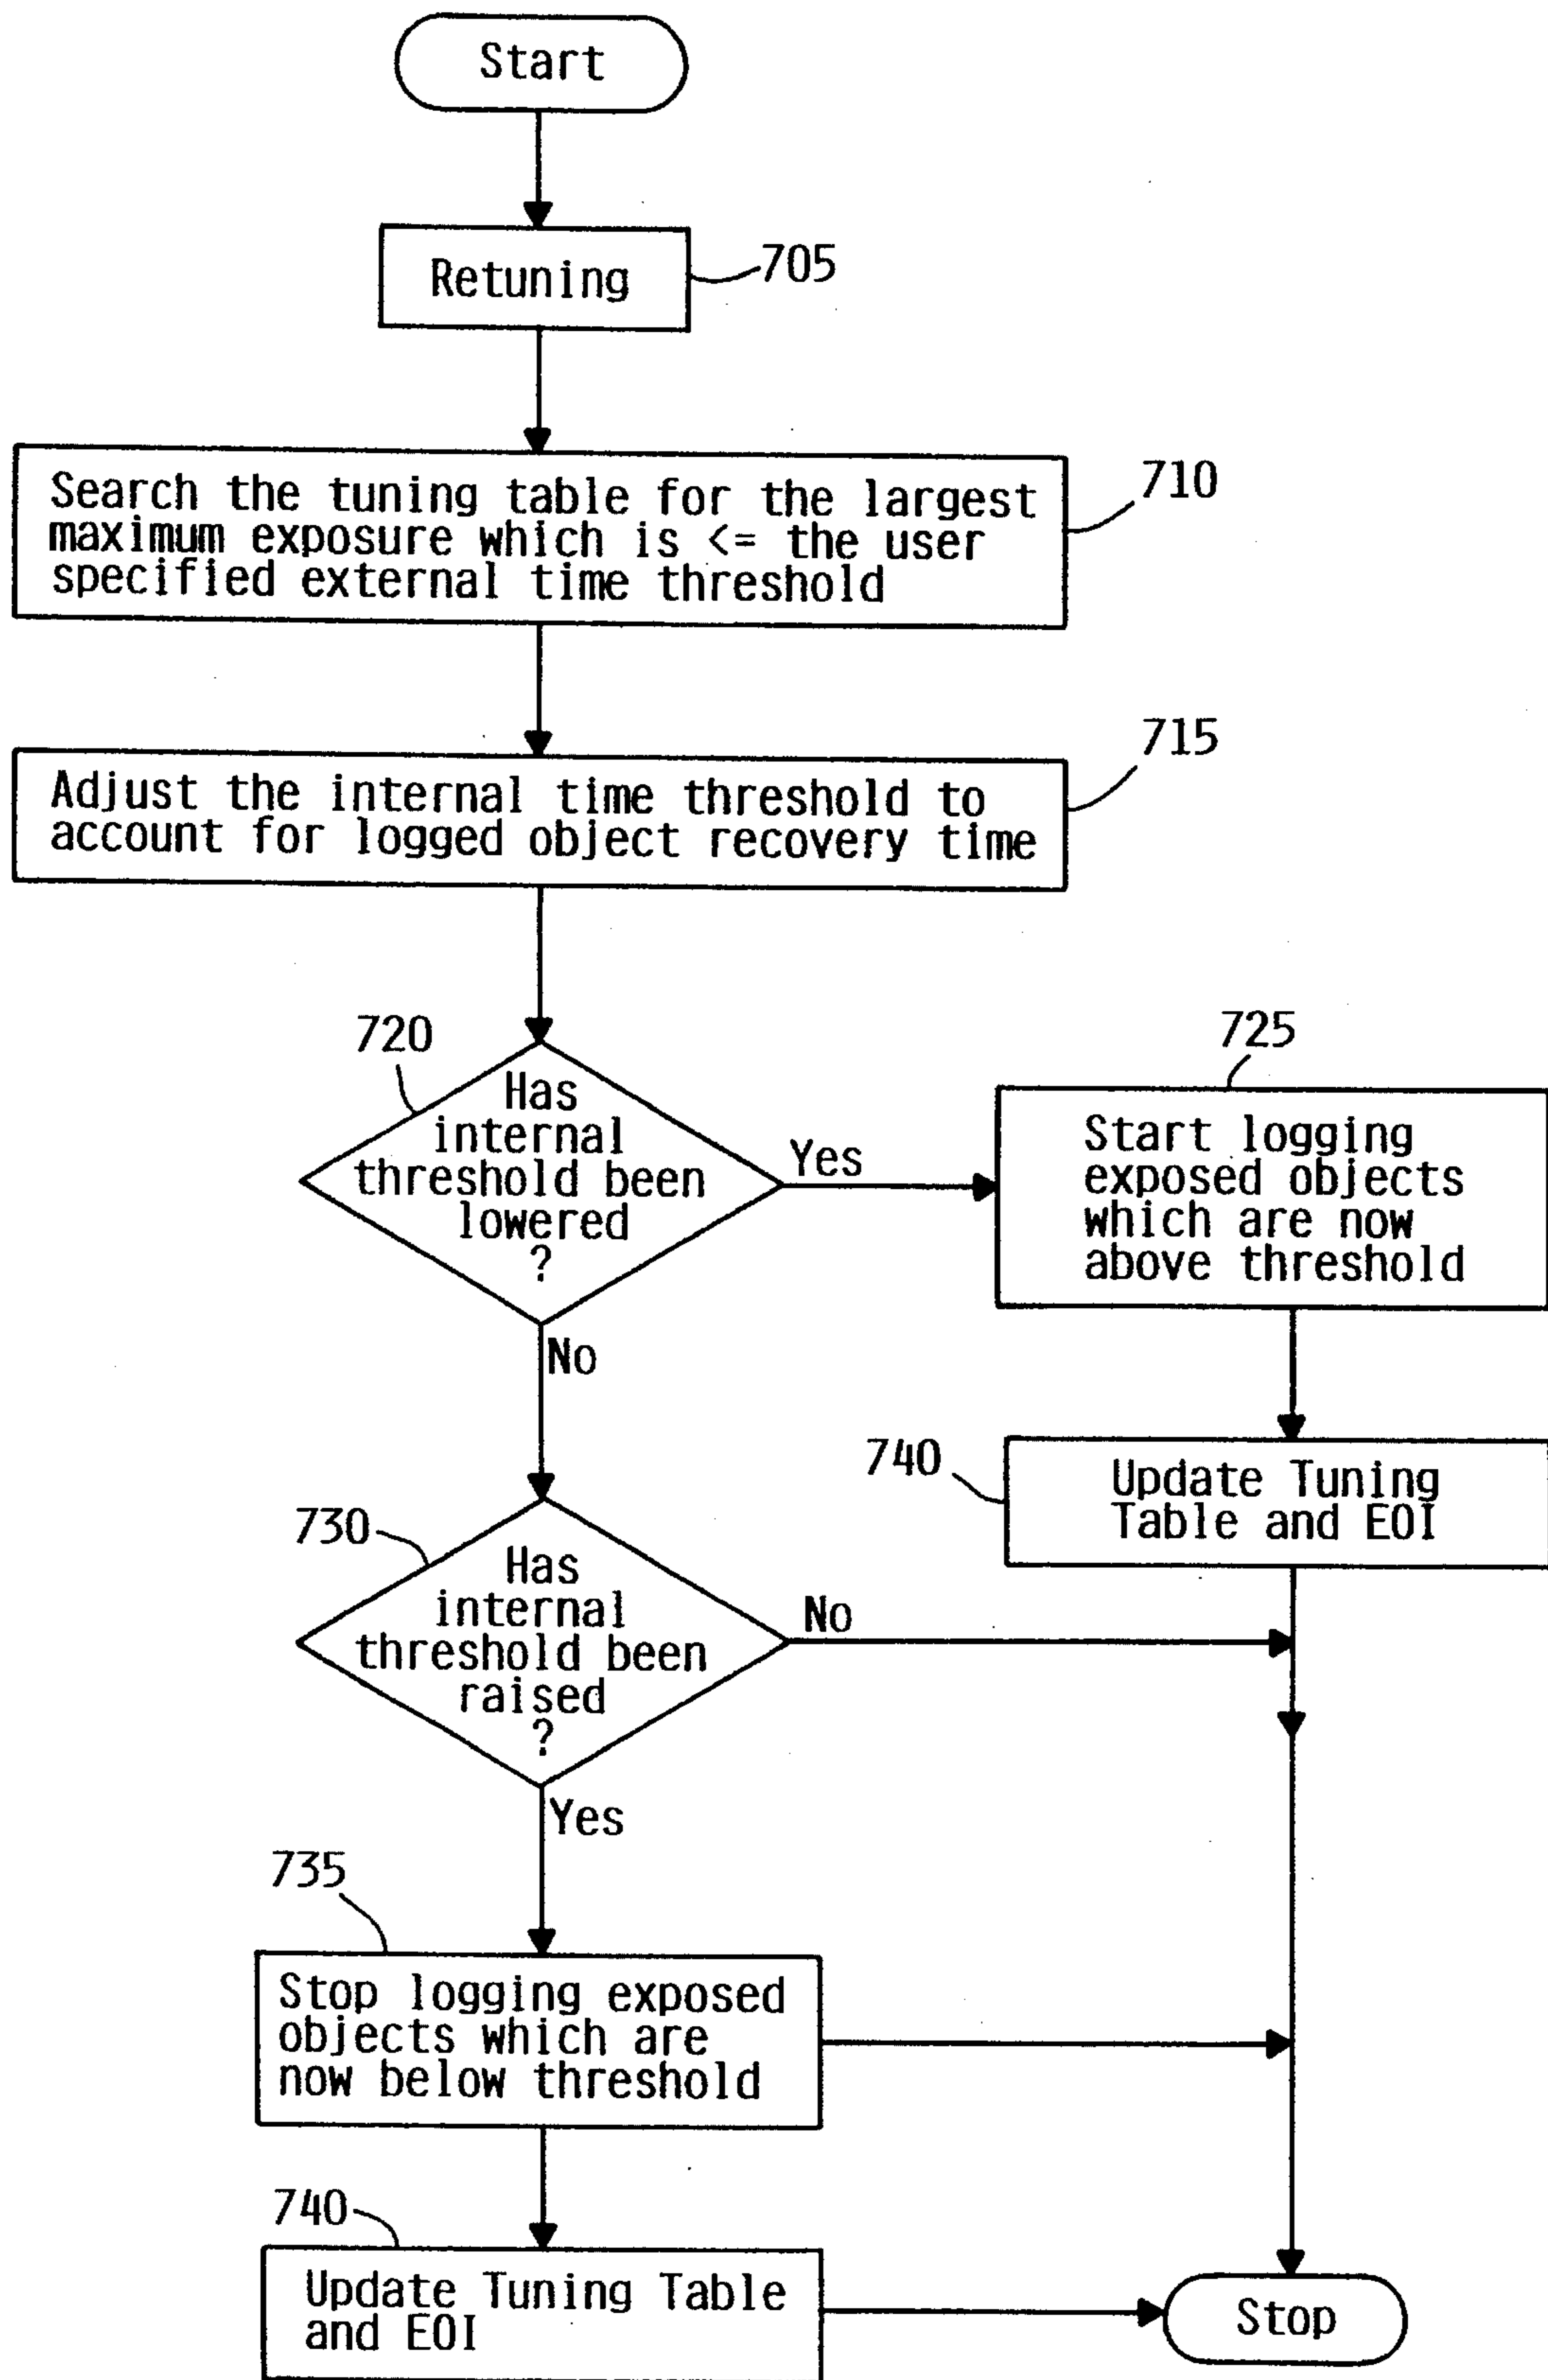 Start
Retuning
705
Search the tuning table for the largest
maximum exposure which is <= the user
specified external time threshold
710
Adjust the internal time threshold to
account for logged object recovery time
715
720
Has
internal
threshold been
lowered
?
Yes
No
725
Start logging
exposed objects
which are now
above threshold
740
Update Tuning
Table and EOI
730
Has
internal
threshold been
raised
?
No
Yes
735
Stop logging exposed
objects which are
now below threshold
740
Update Tuning Table
and EOI
Stop